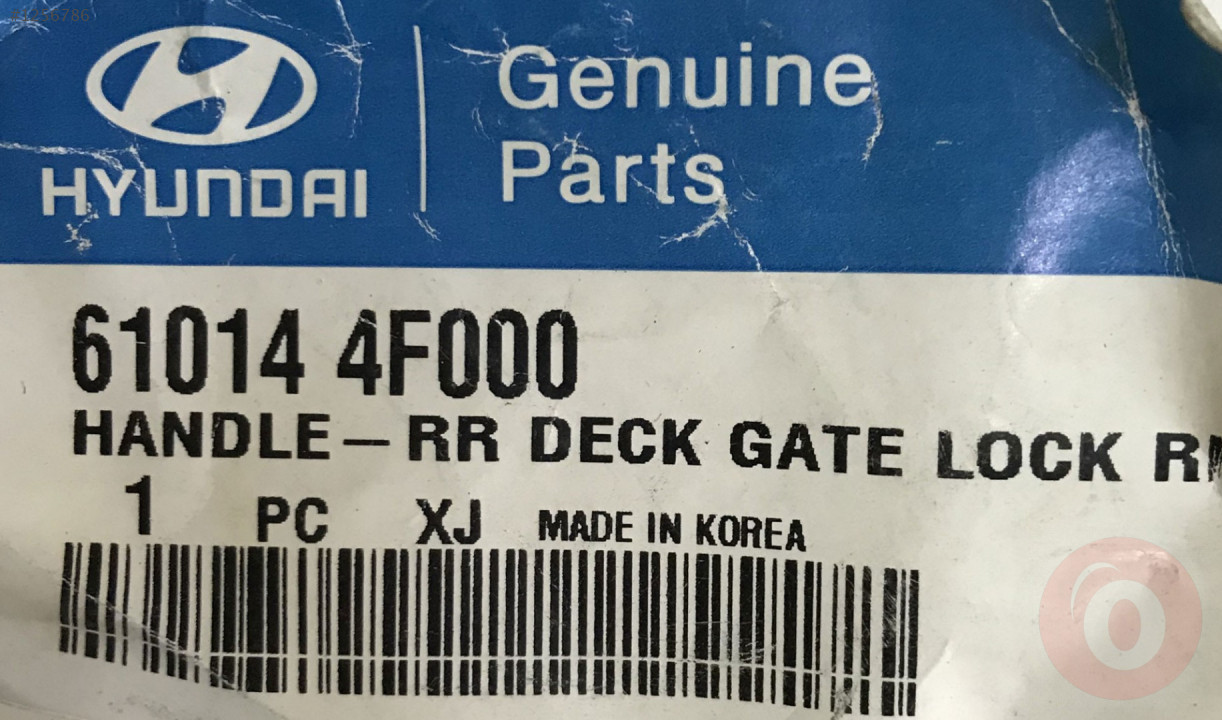 HYUNDAI
Genuine
Parts
61014 4F000
HANDLE-RR DECK GATE LOCK
1 PC XJ MADE IN KOREA